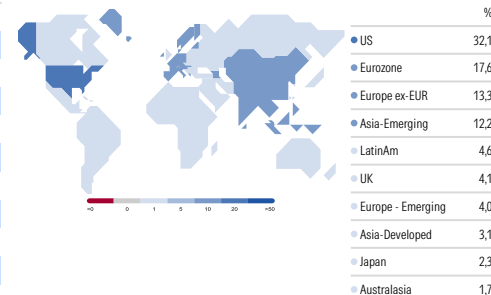 %
US 32,1
Eurozone 17,6
Europe ex-EUR 13,3
Asia-Emerging 12,2
LatinAm 4,6
UK 4,1
Europe - Emerging 4,0
Asia-Developed 3,1
Japan 2,3
Australasia 1,7
<0 0 1 5 10 20 >50